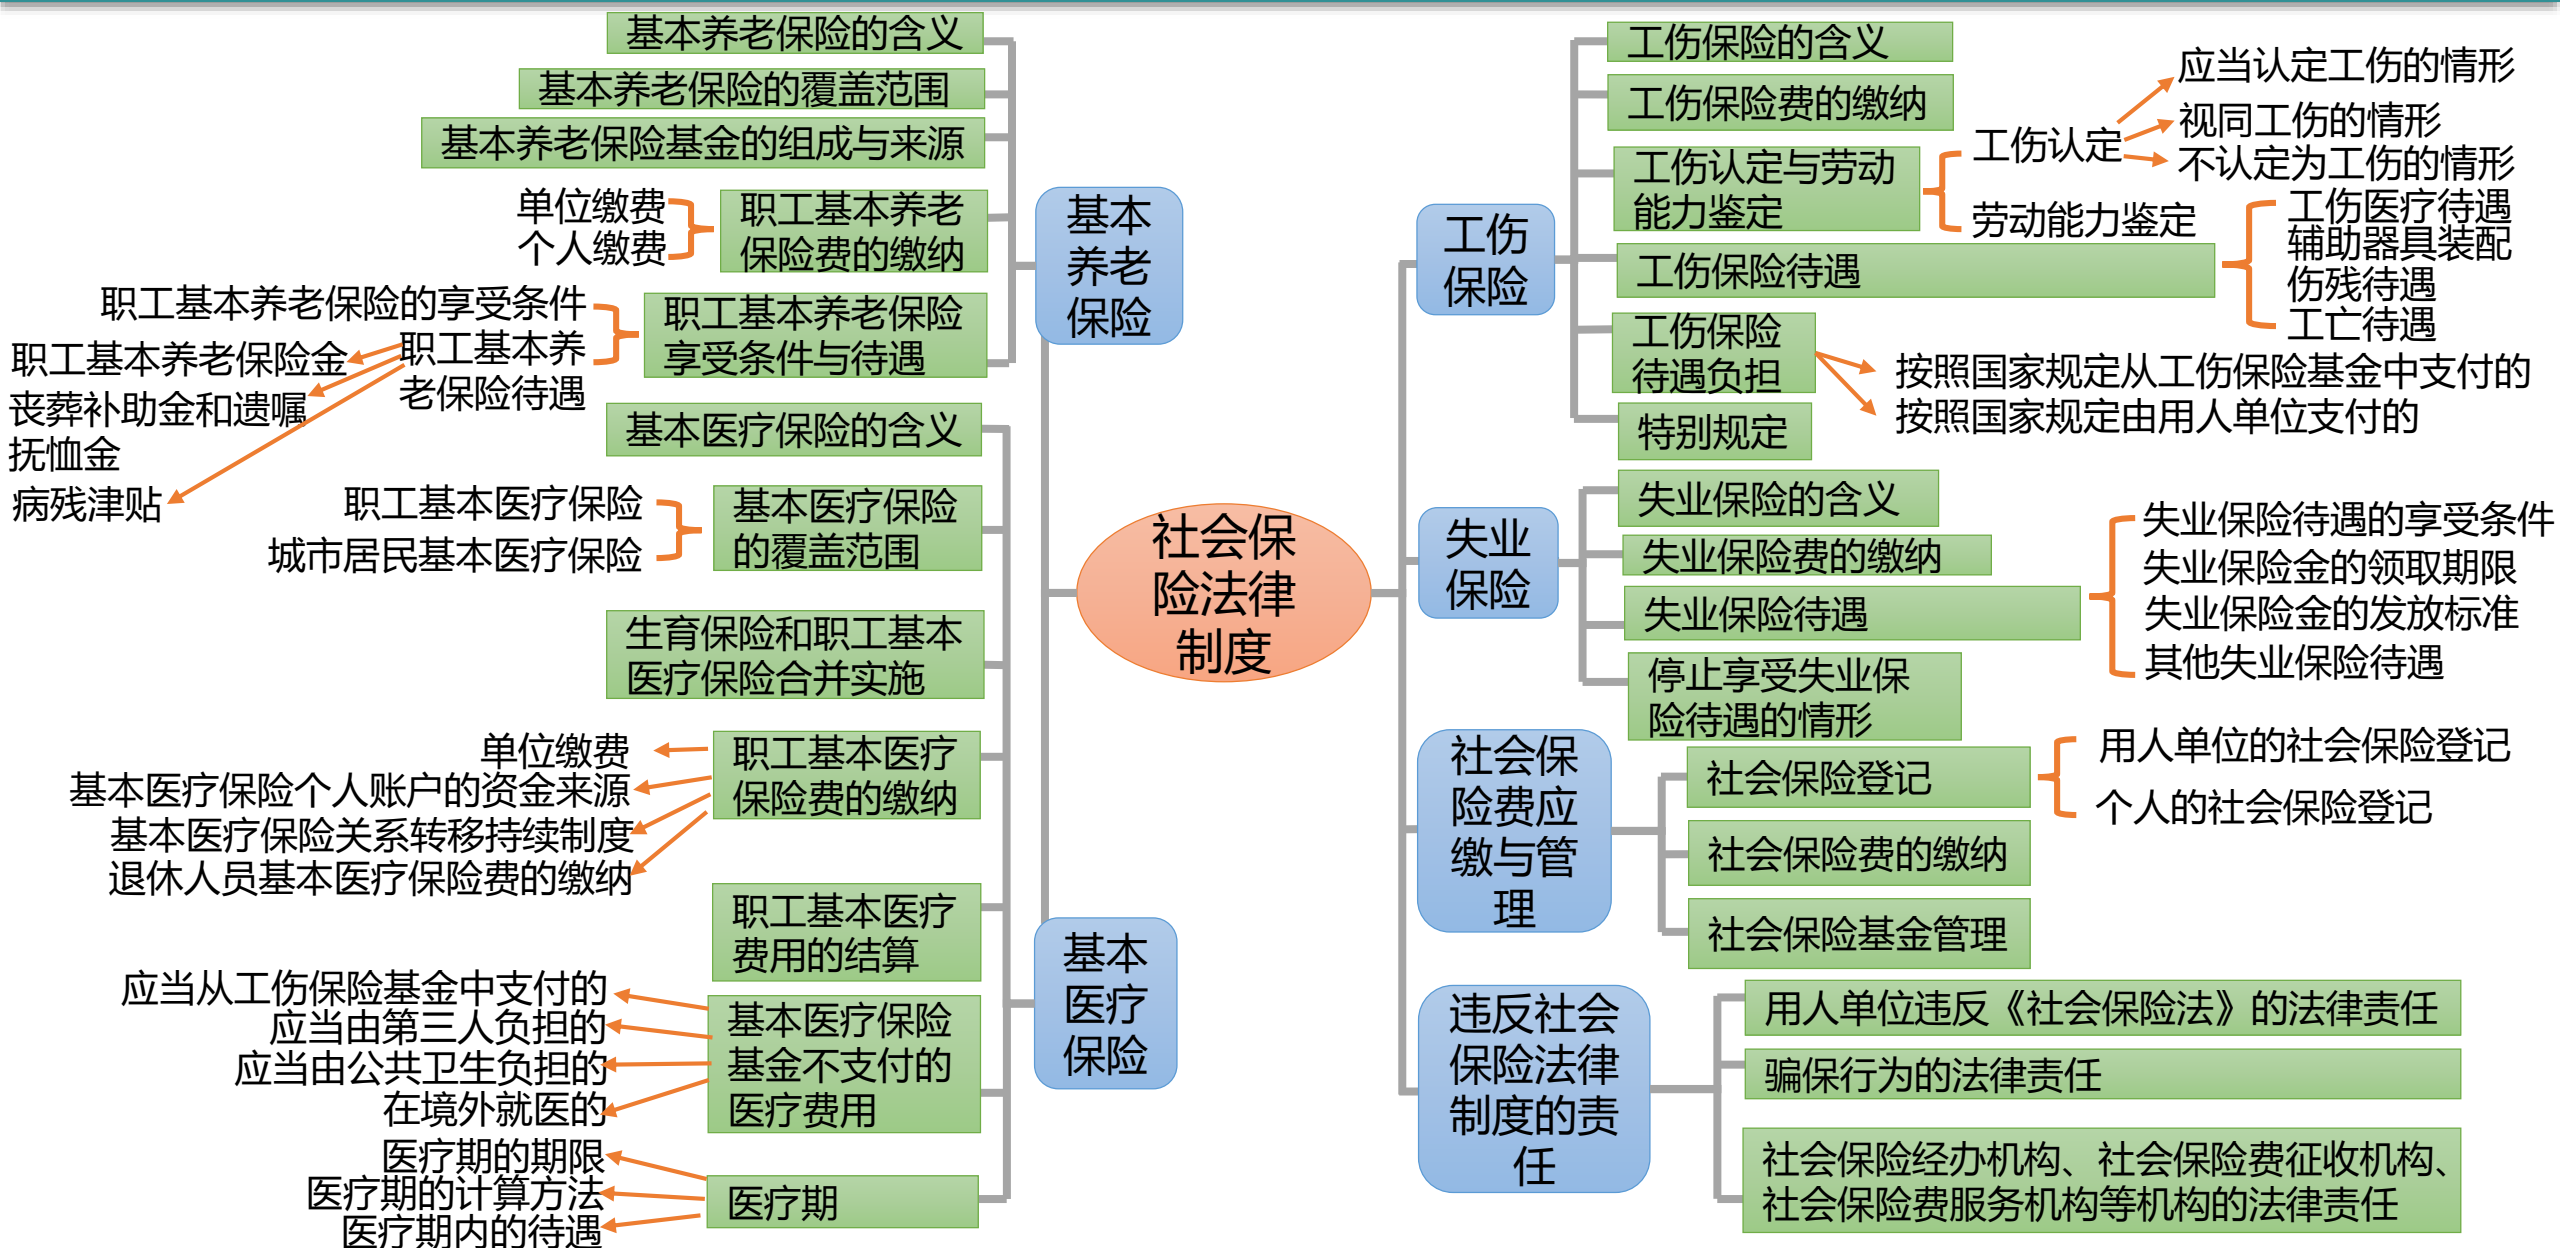 基本养老保险的含义
基本养老保险的覆盖范围
基本养老保险基金的组成与来源
单位缴费
个人缴费
职工基本养老
保险费的缴纳
职工基本养老保险的享受条件
职工基本养
老保险待遇
职工基本养老保险
享受条件与待遇
职工基本养老保险金
丧葬补助金和遗嘱
抚恤金
病残津贴
基本
养老
保险
基本医疗保险的含义
职工基本医疗保险
城市居民基本医疗保险
基本医疗保险
的覆盖范围
生育保险和职工基本
医疗保险合并实施
单位缴费
基本医疗保险个人账户的资金来源
基本医疗保险关系转移持续制度
退休人员基本医疗保险费的缴纳
职工基本医疗
保险费的缴纳
职工基本医疗
费用的结算
应当从工伤保险基金中支付的
应当由第三人负担的
应当由公共卫生负担的
在境外就医的
基本医疗保险
基金不支付的
医疗费用
医疗期的期限
医疗期的计算方法
医疗期内的待遇
医疗期
基本
医疗
保险
社会保
险法律
制度
工伤
保险
工伤保险的含义
工伤保险费的缴纳
工伤认定与劳动
能力鉴定
工伤认定
应当认定工伤的情形
视同工伤的情形
不认定为工伤的情形
劳动能力鉴定
工伤保险待遇
工伤医疗待遇
辅助器具装配
伤残待遇
工亡待遇
工伤保险
待遇负担
按照国家规定从工伤保险基金中支付的
按照国家规定由用人单位支付的
特别规定
失业
保险
失业保险的含义
失业保险费的缴纳
失业保险待遇
失业保险待遇的享受条件
失业保险金的领取期限
失业保险金的发放标准
其他失业保险待遇
停止享受失业保
险待遇的情形
社会保
险费应
缴与管
理
社会保险登记
用人单位的社会保险登记
个人的社会保险登记
社会保险费的缴纳
社会保险基金管理
违反社会
保险法律
制度的责
任
用人单位违反《社会保险法》的法律责任
骗保行为的法律责任
社会保险经办机构、社会保险费征收机构、
社会保险费服务机构等机构的法律责任